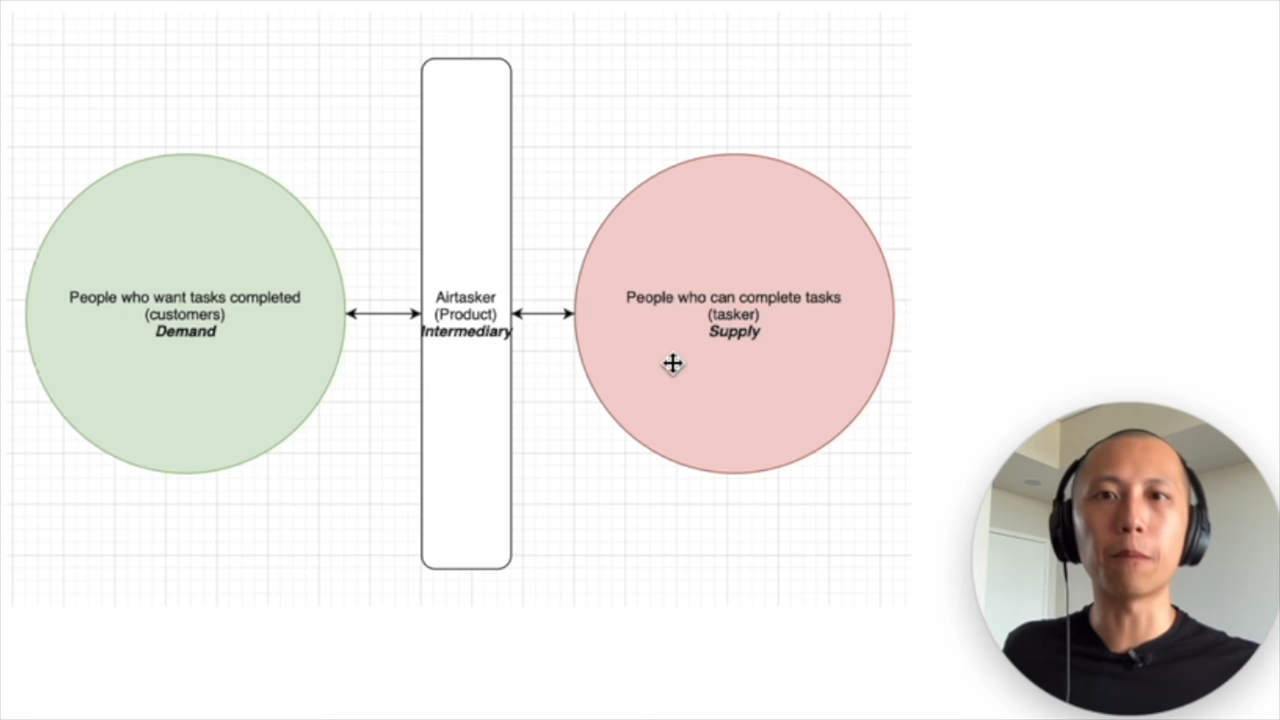 People who want tasks completed
(customers)
Demand
Airtasker
(Product)
Intermediary
People who can complete tasks
(tasker)
Supply